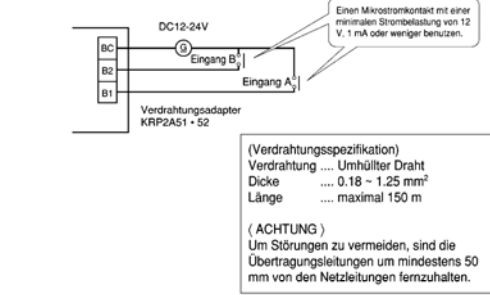 Einen Mikrostromkontakt mit einer
minimalen Strombelastung von 12
V, 1 mA oder weniger benutzen.
DC12-24V
BC
G
Eingang B
B2
Eingang A
B1
Verdrahtungsadapter
KRP2A51 • 52
(Verdrahtungsspezifikation)
Verdrahtung .... Umhüllter Draht
Dicke .... 0.18 ~ 1.25 mm²
Länge .... maximal 150 m
( ACHTUNG )
Um Störungen zu vermeiden, sind die
Übertragungsleitungen um mindestens 50
mm von den Netzleitungen fernzuhalten.